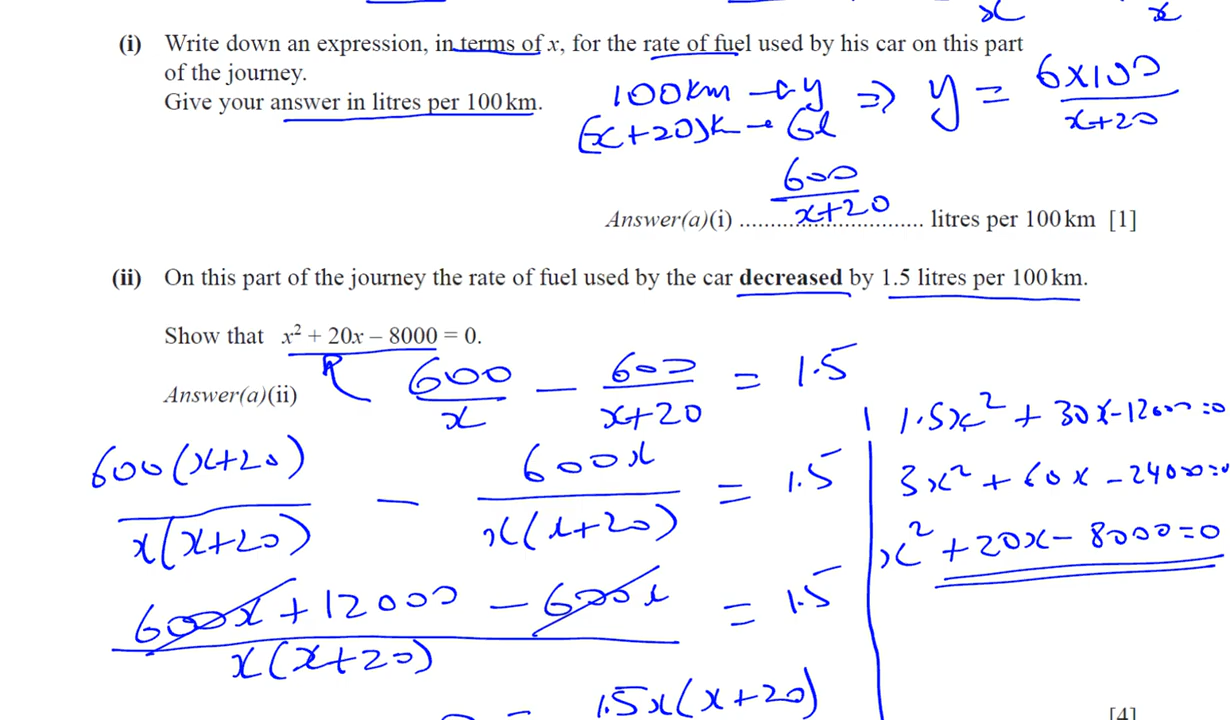 x x
(i) Write down an expression, in terms of x, for the rate of fuel used by his car on this part
of the journey.
Give your answer in litres per 100 km.
100km → y ⇒ y = 6×100/x+20
(x+20)k → 6l
600/x+20
Answer(a)(i) .................................. litres per 100 km [1]
(ii) On this part of the journey the rate of fuel used by the car decreased by 1.5 litres per 100 km.
Show that x² + 20x – 8000 = 0.
Answer(a)(ii)
600/x − 600/x+20 = 1.5
600(x+20)/x(x+20) − 600x/x(x+20) = 1.5
600x + 12000 − 600x/x(x+20) = 1.5
1.5x(x+20)
1.5x² + 30x − 12000 = 0
3x² + 60x − 24000 = 0
x² + 20x − 8000 = 0
[4]